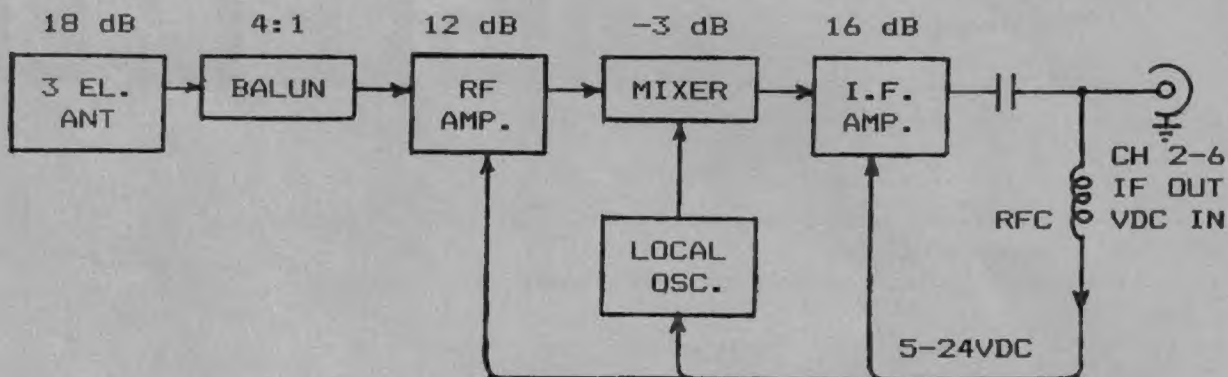 18 dB
4:1
12 dB
-3 dB
16 dB
3 EL.
ANT
BALUN
RF
AMP.
MIXER
I.F.
AMP.
CH 2-6
IF OUT
RFC VDC IN
LOCAL
OSC.
5-24VDC